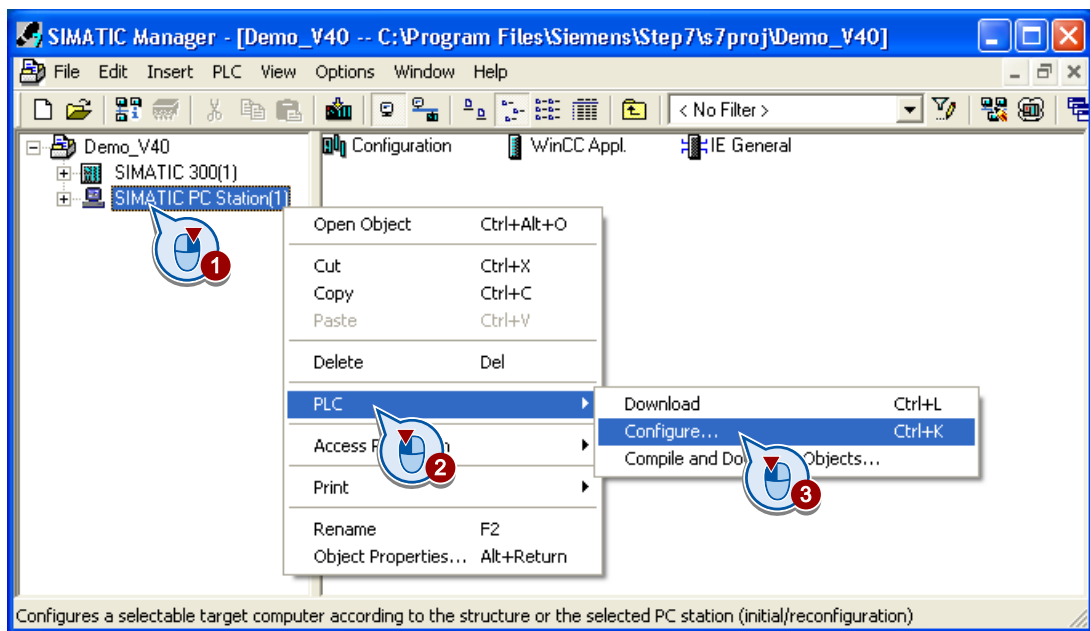 SIMATIC Manager - [Demo_V40 -- C:\Program Files\Siemens\Step7\s7proj\Demo_V40]
File Edit Insert PLC View Options Window Help
< No Filter >
Demo_V40
SIMATIC 300(1)
SIMATIC PC Station(1)
Configuration WinCC Appl. IE General
Open Object Ctrl+Alt+O
Cut Ctrl+X
Copy Ctrl+C
Paste Ctrl+V
Delete Del
PLC
Access
Print
Rename F2
Object Properties... Alt+Return
Download Ctrl+L
Configure... Ctrl+K
Compile and Objects...
1
2
3
Configures a selectable target computer according to the structure or the selected PC station (initial/reconfiguration)